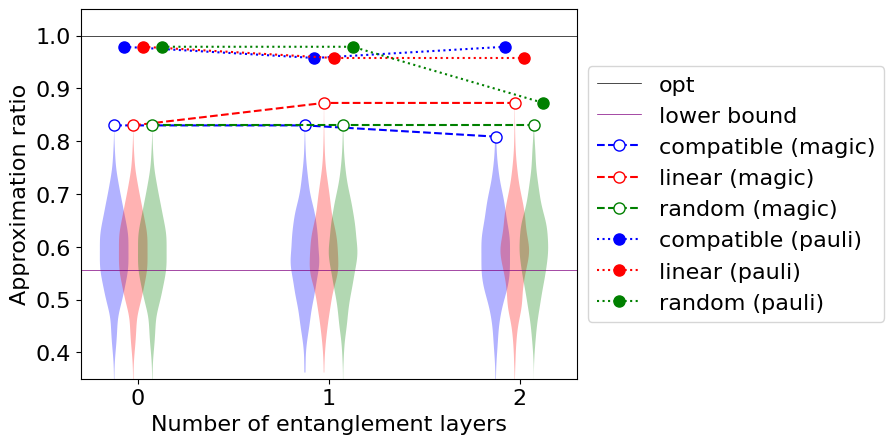 1.0
0.9
0.8
0.7
0.6
0.5
0.4
Approximation ratio
0 1 2
Number of entanglement layers
opt
lower bound
compatible (magic)
linear (magic)
random (magic)
compatible (pauli)
linear (pauli)
random (pauli)